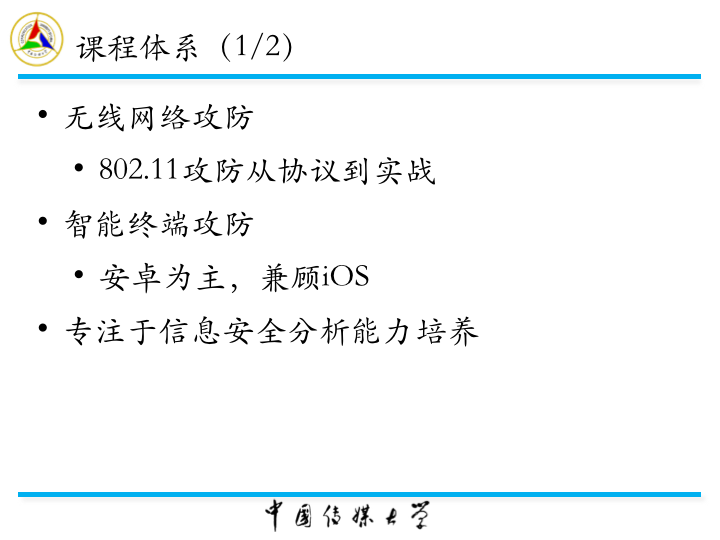 课程体系（1/2）
• 无线网络攻防
• 802.11攻防从协议到实战
• 智能终端攻防
• 安卓为主，兼顾iOS
• 专注于信息安全分析能力培养
中国传媒大学